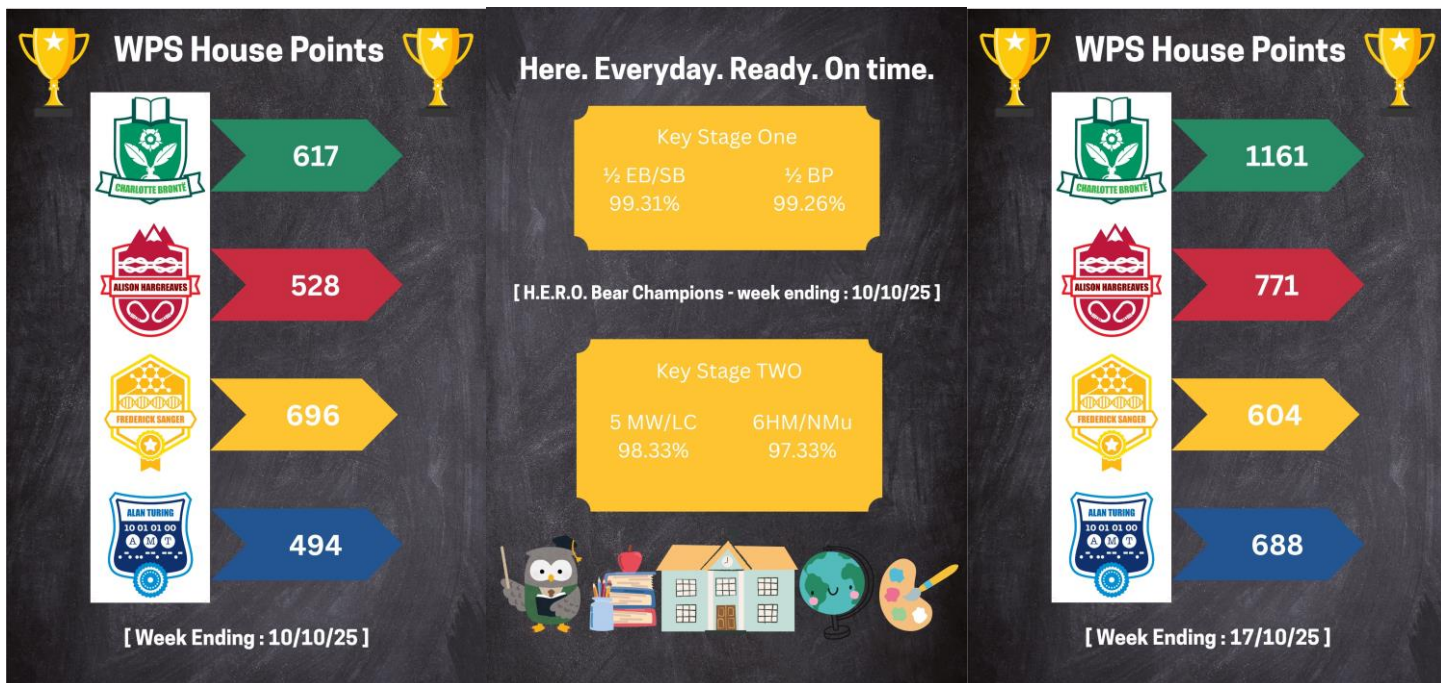 WPS House Points
CHARLOTTE BRONTË
617
ALISON HARGREAVES
528
FREDERICK SANGER
696
ALAN TURING
10 01 01 00
A M T
494
[ Week Ending : 10/10/25 ]
Here. Everyday. Ready. On time.
Key Stage One
½ EB/SB ½ BP
99.31% 99.26%
[ H.E.R.O. Bear Champions - week ending : 10/10/25 ]
Key Stage TWO
5 MW/LC 6HM/NMu
98.33% 97.33%
WPS House Points
CHARLOTTE BRONTË
1161
ALISON HARGREAVES
771
FREDERICK SANGER
604
ALAN TURING
10 01 01 00
A M T
688
[ Week Ending : 17/10/25 ]